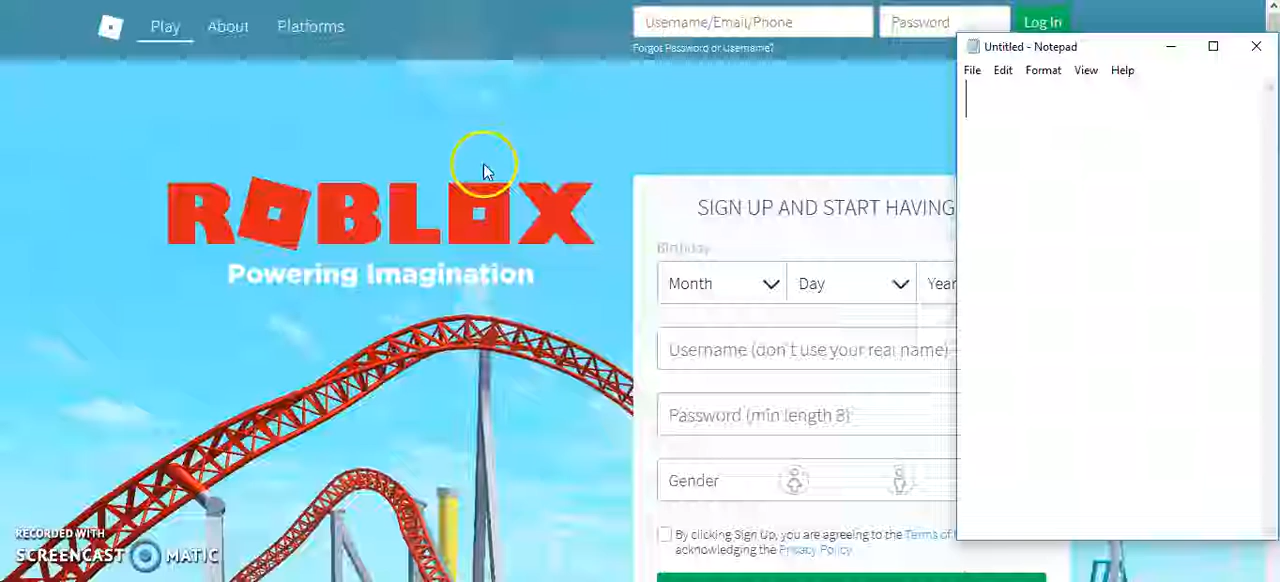 Play About Platforms
Username/Email/Phone Password Log In
Forgot Password or Username?
Untitled - Notepad
File Edit Format View Help
ROBLOX
Powering Imagination
SIGN UP AND START HAVING
Birthday
Month Day Year
Username (don't use your real name)
Password (min length 8)
Gender
By clicking Sign Up, you are agreeing to the Terms of
acknowledging the Privacy Policy
RECORDED WITH
SCREENCAST MATIC